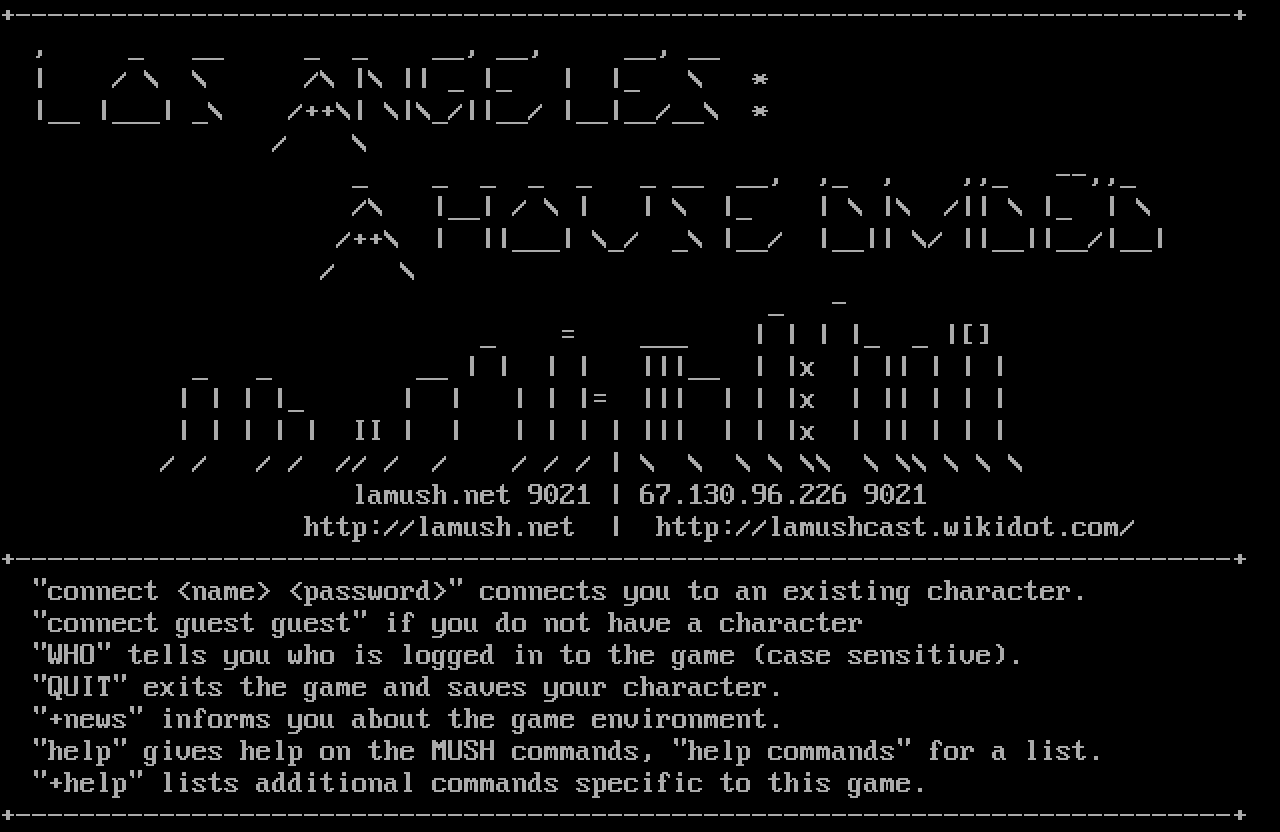 LOS ANGELES:
A HOUSE DIVIDED
lamush.net 9021 | 67.130.96.226 9021
http://lamush.net | http://lamushcast.wikidot.com/
"connect <name> <password>" connects you to an existing character.
"connect guest guest" if you do not have a character
"WHO" tells you who is logged in to the game (case sensitive).
"QUIT" exits the game and saves your character.
"+news" informs you about the game environment.
"help" gives help on the MUSH commands, "help commands" for a list.
"+help" lists additional commands specific to this game.